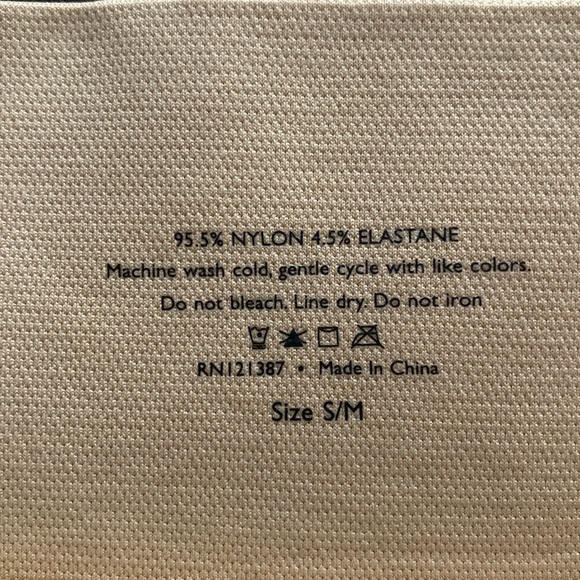 95.5% NYLON 4.5% ELASTANE
Machine wash cold, gentle cycle with like colors.
Do not bleach. Line dry. Do not iron
RN121387 • Made In China
Size S/M